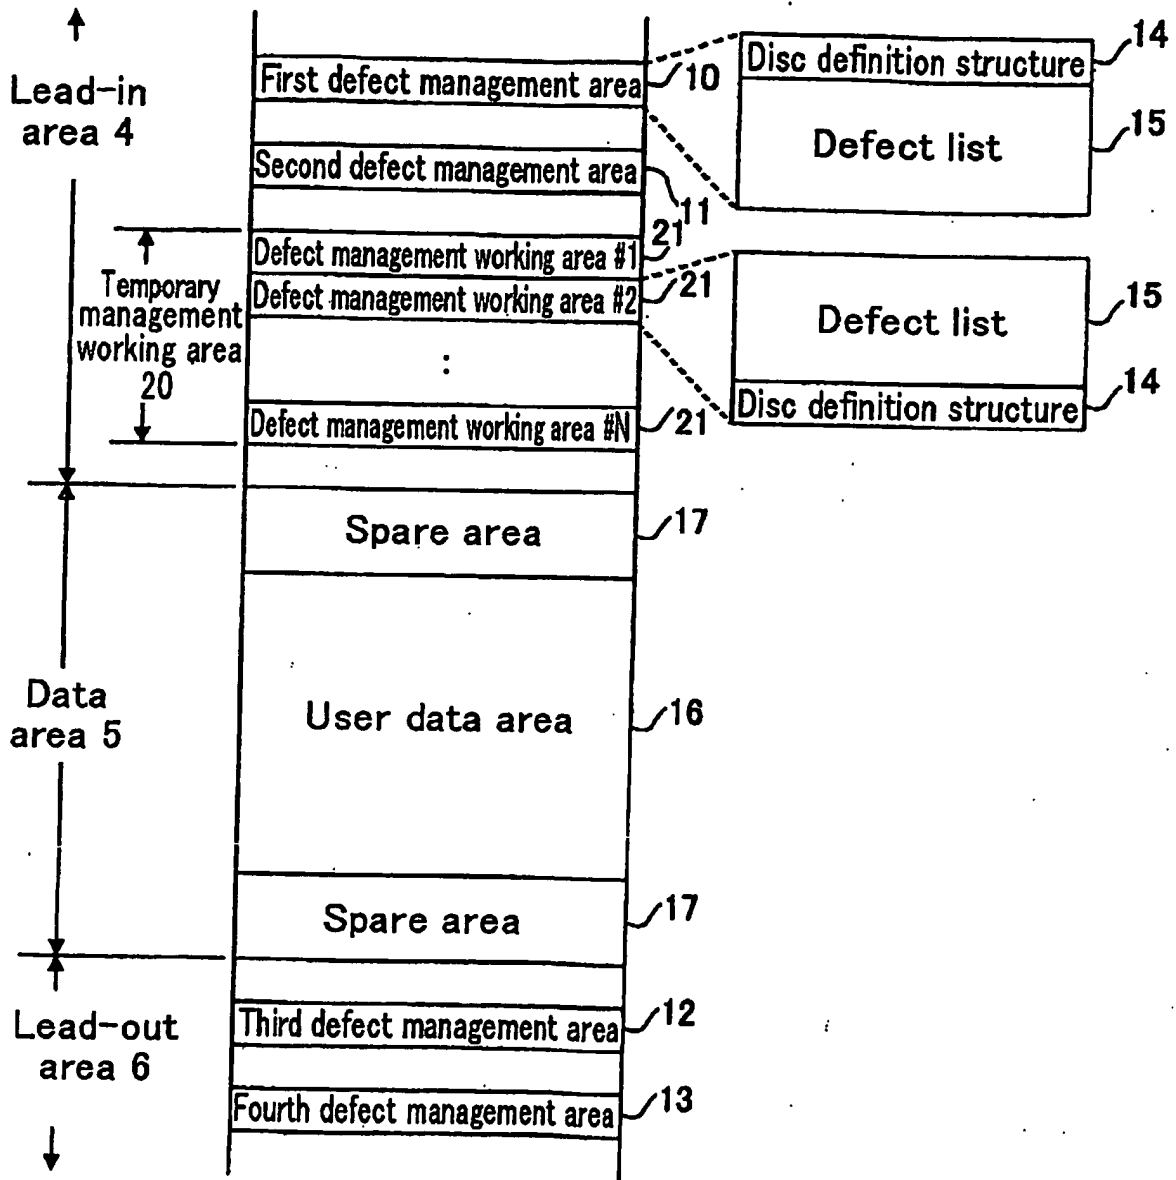 Lead-in
area 4
First defect management area
10
Disc definition structure
14
Defect list
15
Second defect management area
11
Temporary
management
working area
20
Defect management working area #1
21
Defect management working area #2
21
:
Defect management working area #N
21
Defect list
15
Disc definition structure
14
Spare area
17
Data
area 5
User data area
16
Spare area
17
Lead-out
area 6
Third defect management area
12
Fourth defect management area
13